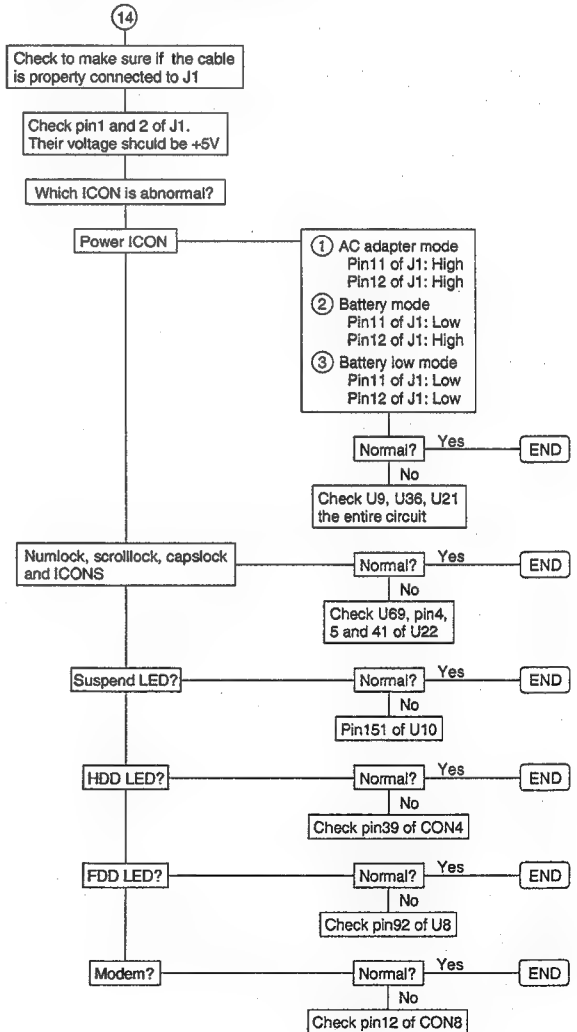 14
Check to make sure if the cable
is property connected to J1
Check pin1 and 2 of J1.
Their voltage should be +5V
Which ICON is abnormal?
Power ICON
1 AC adapter mode
Pin11 of J1: High
Pin12 of J1: High
2 Battery mode
Pin11 of J1: Low
Pin12 of J1: High
3 Battery low mode
Pin11 of J1: Low
Pin12 of J1: Low
Normal?
Yes
END
No
Check U9, U36, U21
the entire circuit
Numlock, scrolllock, capslock
and ICONS
Normal?
Yes
END
No
Check U69, pin4,
5 and 41 of U22
Suspend LED?
Normal?
Yes
END
No
Pin151 of U10
HDD LED?
Normal?
Yes
END
No
Check pin39 of CON4
FDD LED?
Normal?
Yes
END
No
Check pin92 of U8
Modem?
Normal?
Yes
END
No
Check pin12 of CON8